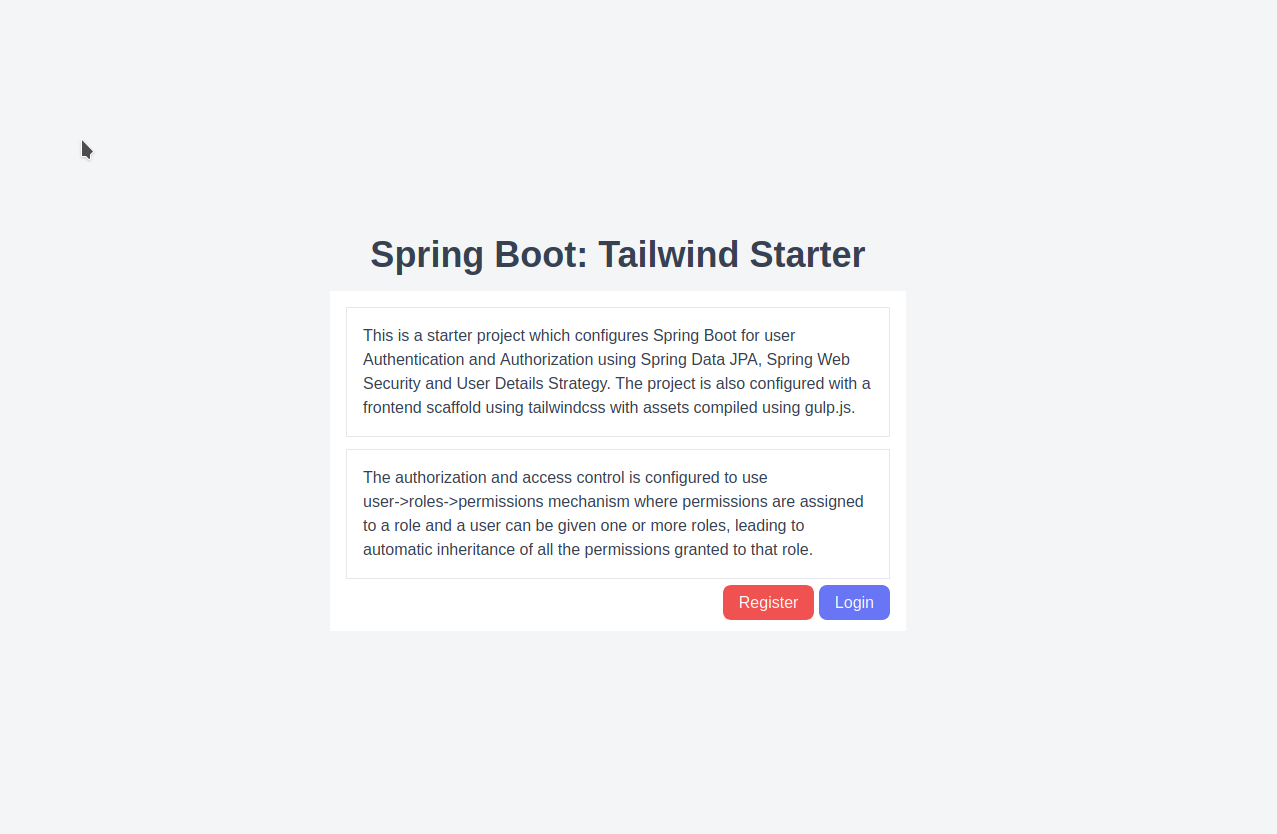 Spring Boot: Tailwind Starter
This is a starter project which configures Spring Boot for user
Authentication and Authorization using Spring Data JPA, Spring Web
Security and User Details Strategy. The project is also configured with a
frontend scaffold using tailwindcss with assets compiled using gulp.js.
The authorization and access control is configured to use
user->roles->permissions mechanism where permissions are assigned
to a role and a user can be given one or more roles, leading to
automatic inheritance of all the permissions granted to that role.
Register Login